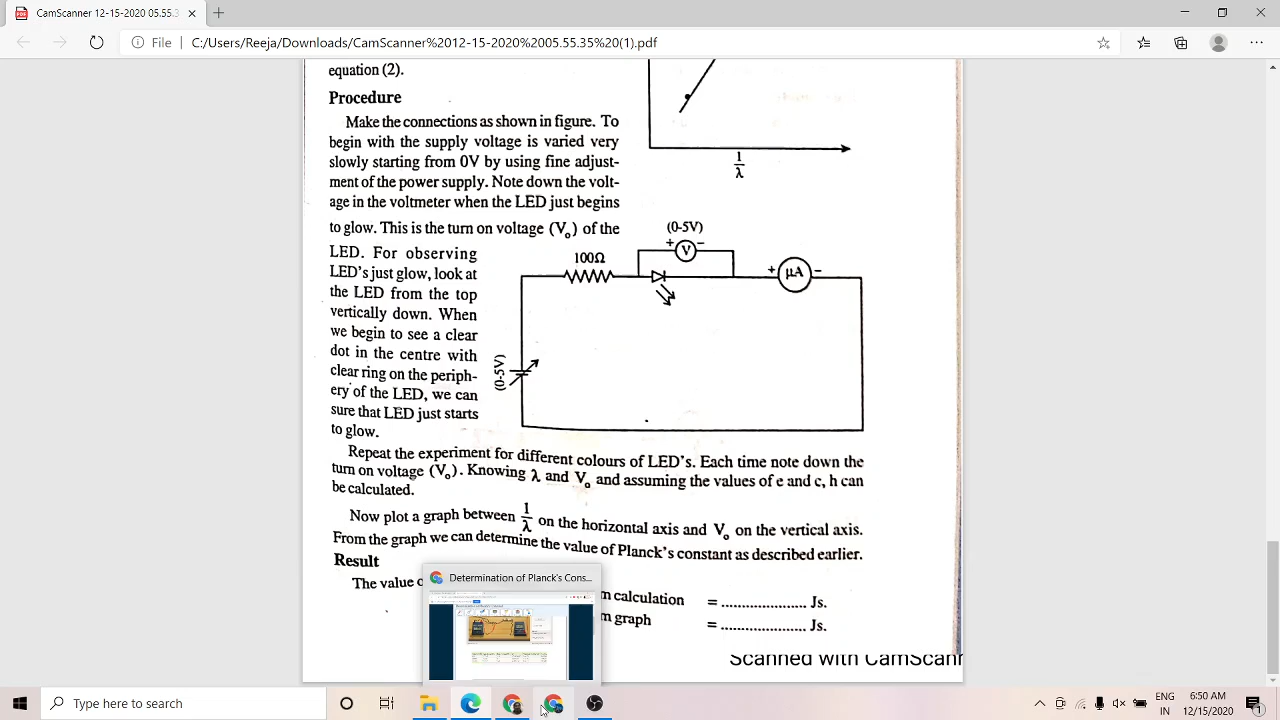 CamScanner 12-15-2020 05.55.3
File
C:/Users/Reeja/Downloads/CamScanner%2012-15-2020%2005.55.35%20(1).pdf
equation (2).
Procedure
Make the connections as shown in figure. To
begin with the supply voltage is varied very
slowly starting from 0V by using fine adjust-
ment of the power supply. Note down the volt-
age in the voltmeter when the LED just begins
to glow. This is the turn on voltage (V₀) of the
LED. For observing
LED's just glow, look at
the LED from the top
vertically down. When
we begin to see a clear
dot in the centre with
clear ring on the periph-
ery of the LED, we can
sure that LED just starts
to glow.
1
λ
(0-5V)
+ V −
100Ω
+ μA −
(0-5V)
Repeat the experiment for different colours of LED's. Each time note down the
turn on voltage (V₀). Knowing λ and V₀ and assuming the values of e and c, h can
be calculated.
Now plot a graph between 1/λ on the horizontal axis and V₀ on the vertical axis.
From the graph we can determine the value of Planck's constant as described earlier.
Result
The value o
m calculation = ..................... Js.
m graph = ..................... Js.
Determination of Planck's Cons...
Scanned with CamScanr
Type here to search
IN
6:50 AM
12/15/2020